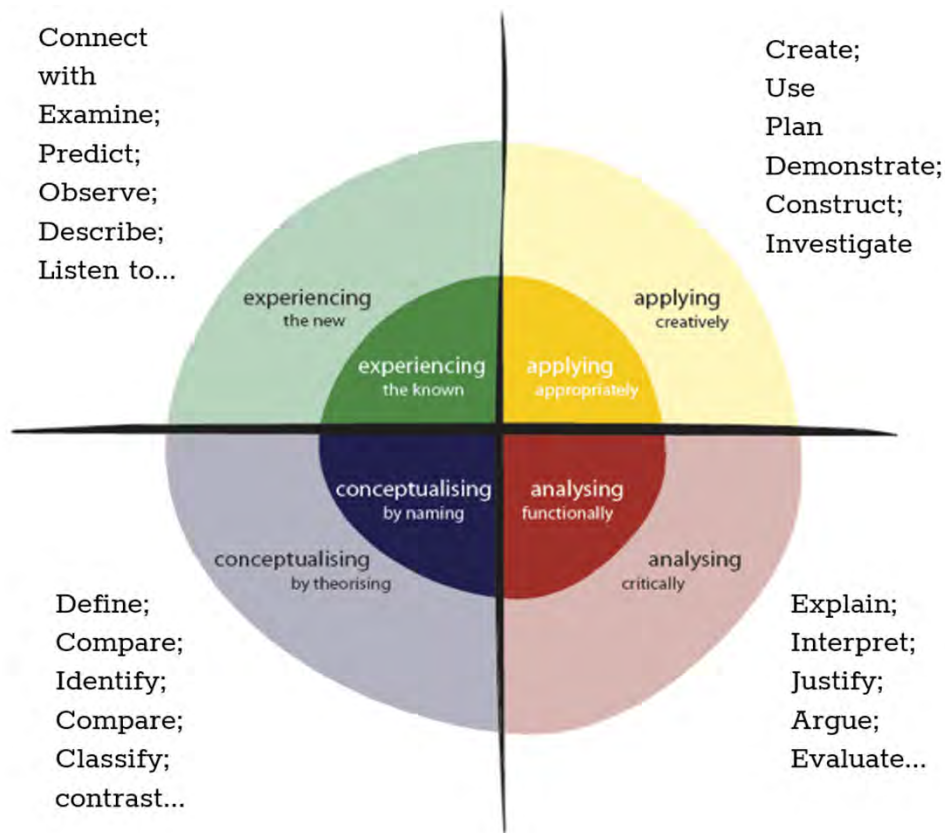 Connect
with
Examine;
Predict;
Observe;
Describe;
Listen to...
Create;
Use
Plan
Demonstrate;
Construct;
Investigate
experiencing
the new
experiencing
the known
applying
creatively
applying
appropriately
conceptualising
by naming
conceptualising
by theorising
analysing
functionally
analysing
critically
Define;
Compare;
Identify;
Compare;
Classify;
contrast...
Explain;
Interpret;
Justify;
Argue;
Evaluate...